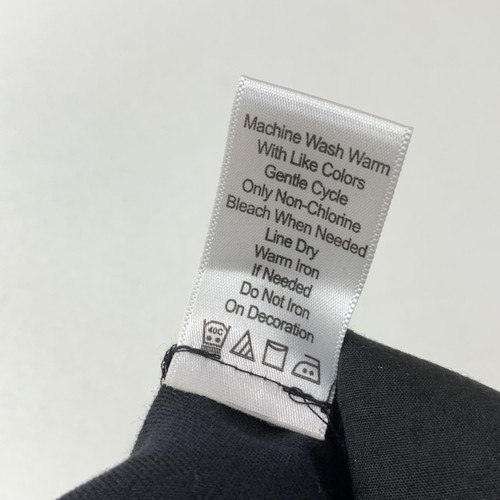 Machine Wash Warm
With Like Colors
Gentle Cycle
Only Non-Chlorine
Bleach When Needed
Line Dry
Warm Iron
If Needed
Do Not Iron
On Decoration
40C